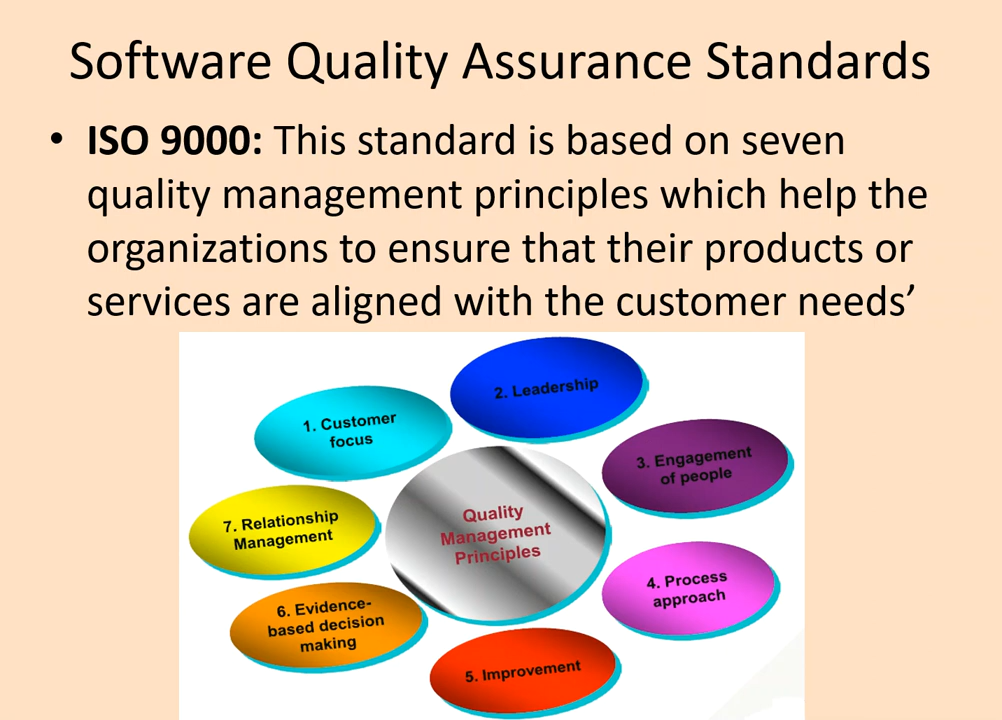 Software Quality Assurance Standards
• ISO 9000: This standard is based on seven
quality management principles which help the
organizations to ensure that their products or
services are aligned with the customer needs’
1. Customer
focus
2. Leadership
3. Engagement
of people
4. Process
approach
5. Improvement
6. Evidence-
based decision
making
7. Relationship
Management
Quality
Management
Principles